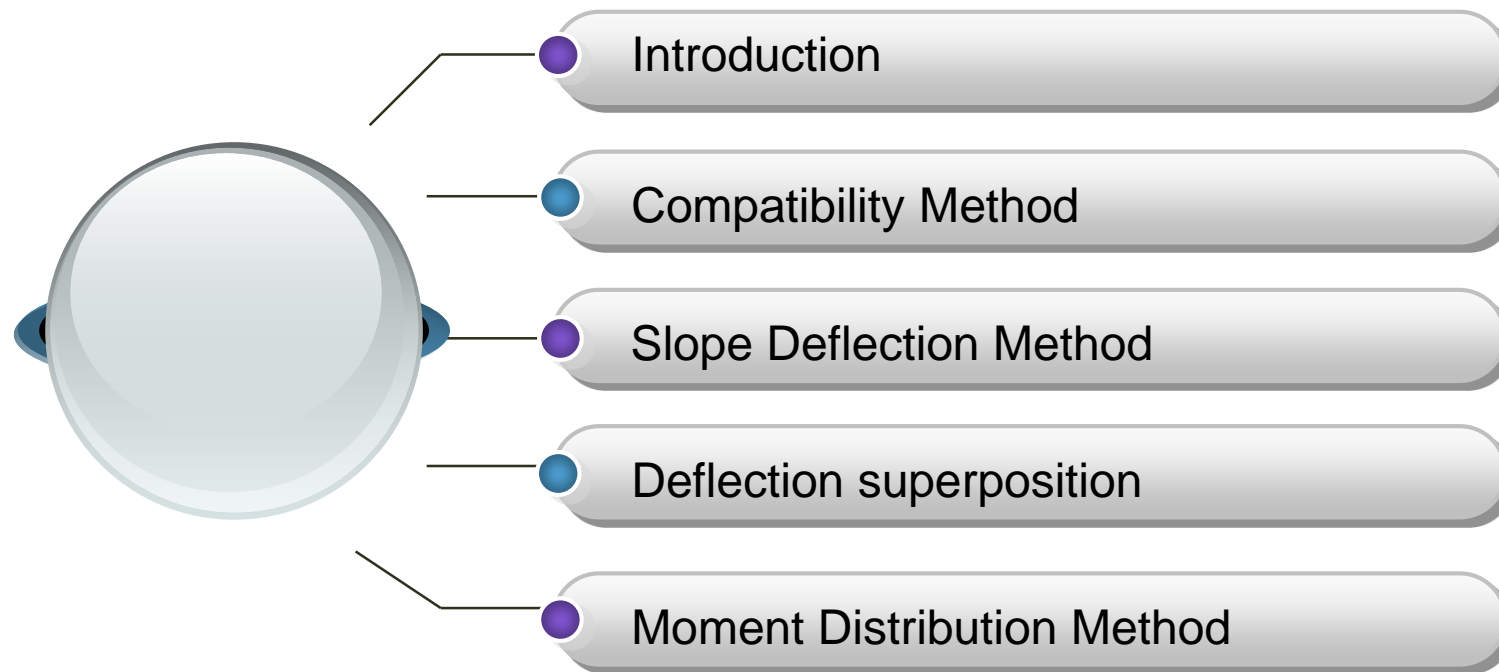 Introduction
Compatibility Method
Slope Deflection Method
Deflection superposition
Moment Distribution Method